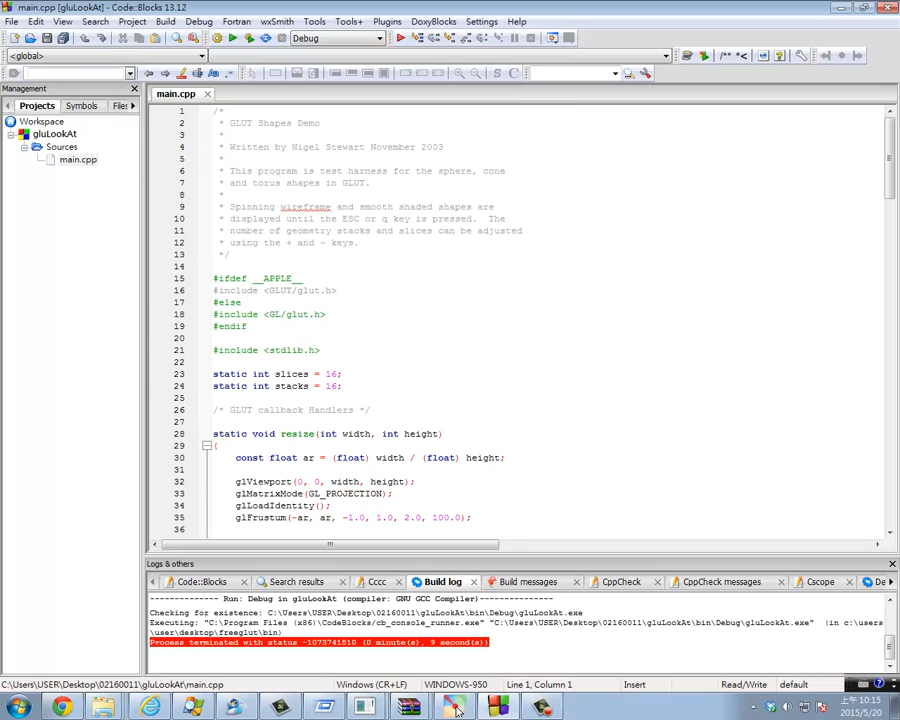 main.cpp [gluLookAt] - Code::Blocks 13.12
File Edit View Search Project Build Debug Fortran wxSmith Tools Tools+ Plugins DoxyBlocks Settings Help
Debug
<global>
/** *<
S C
Management
Projects Symbols Files
Workspace
gluLookAt
Sources
main.cpp
main.cpp
1 /*
2 * GLUT Shapes Demo
3 *
4 * Written by Nigel Stewart November 2003
5 *
6 * This program is test harness for the sphere, cone
7 * and torus shapes in GLUT.
8 *
9 * Spinning wireframe and smooth shaded shapes are
10 * displayed until the ESC or q key is pressed.  The
11 * number of geometry stacks and slices can be adjusted
12 * using the + and - keys.
13 */
14
15 #ifdef __APPLE__
16 #include <GLUT/glut.h>
17 #else
18 #include <GL/glut.h>
19 #endif
20
21 #include <stdlib.h>
22
23 static int slices = 16;
24 static int stacks = 16;
25
26 /* GLUT callback Handlers */
27
28 static void resize(int width, int height)
29 {
30 const float ar = (float) width / (float) height;
31
32 glViewport(0, 0, width, height);
33 glMatrixMode(GL_PROJECTION);
34 glLoadIdentity();
35 glFrustum(-ar, ar, -1.0, 1.0, 2.0, 100.0);
36
Logs & others
Code::Blocks Search results Cccc Build log Build messages CppCheck CppCheck messages Cscope De
-------------- Run: Debug in gluLookAt (compiler: GNU GCC Compiler)---------------
Checking for existence: C:\Users\USER\Desktop\02160011\gluLookAt\bin\Debug\gluLookAt.exe
Executing: "C:\Program Files (x86)\CodeBlocks/cb_console_runner.exe" "C:\Users\USER\Desktop\02160011\gluLookAt\bin\Debug\gluLookAt.exe"  (in c:\users
\user\desktop\freeglut\bin)
Process terminated with status -1073741510 (0 minute(s), 9 second(s))
C:\Users\USER\Desktop\02160011\gluLookAt\main.cpp Windows (CR+LF) WINDOWS-950 Line 1, Column 1 Insert Read/Write default
上午 10:15
2015/5/20